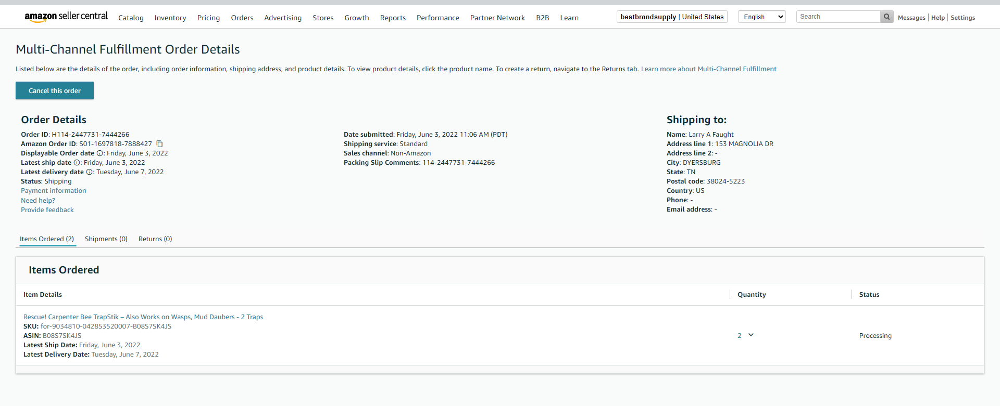 amazon seller central Catalog Inventory Pricing Orders Advertising Stores Growth Reports Performance Partner Network B2B Learn bestbrandsupply | United States English Search Messages Help Settings
Multi-Channel Fulfillment Order Details
Listed below are the details of the order, including order information, shipping address, and product details. To view product details, click the product name. To create a return, navigate to the Returns tab. Learn more about Multi-Channel Fulfillment
Cancel this order
Order Details
Order ID: H114-2447731-7444266
Amazon Order ID: S01-1697818-7888427
Displayable Order date : Friday, June 3, 2022
Latest ship date : Friday, June 3, 2022
Latest delivery date : Tuesday, June 7, 2022
Status: Shipping
Payment information
Need help?
Provide feedback
Date submitted: Friday, June 3, 2022 11:06 AM (PDT)
Shipping service: Standard
Sales channel: Non-Amazon
Packing Slip Comments: 114-2447731-7444266
Shipping to:
Name: Larry A Faught
Address line 1: 153 MAGNOLIA DR
Address line 2: -
City: DYERSBURG
State: TN
Postal code: 38024-5223
Country: US
Phone: -
Email address: -
Items Ordered (2) Shipments (0) Returns (0)
Items Ordered
Item Details Quantity Status
Rescue! Carpenter Bee TrapStik – Also Works on Wasps, Mud Daubers - 2 Traps
SKU: for-9034810-042853520007-B08S7SK4JS
ASIN: B08S7SK4JS
Latest Ship Date: Friday, June 3, 2022
Latest Delivery Date: Tuesday, June 7, 2022
2
Processing